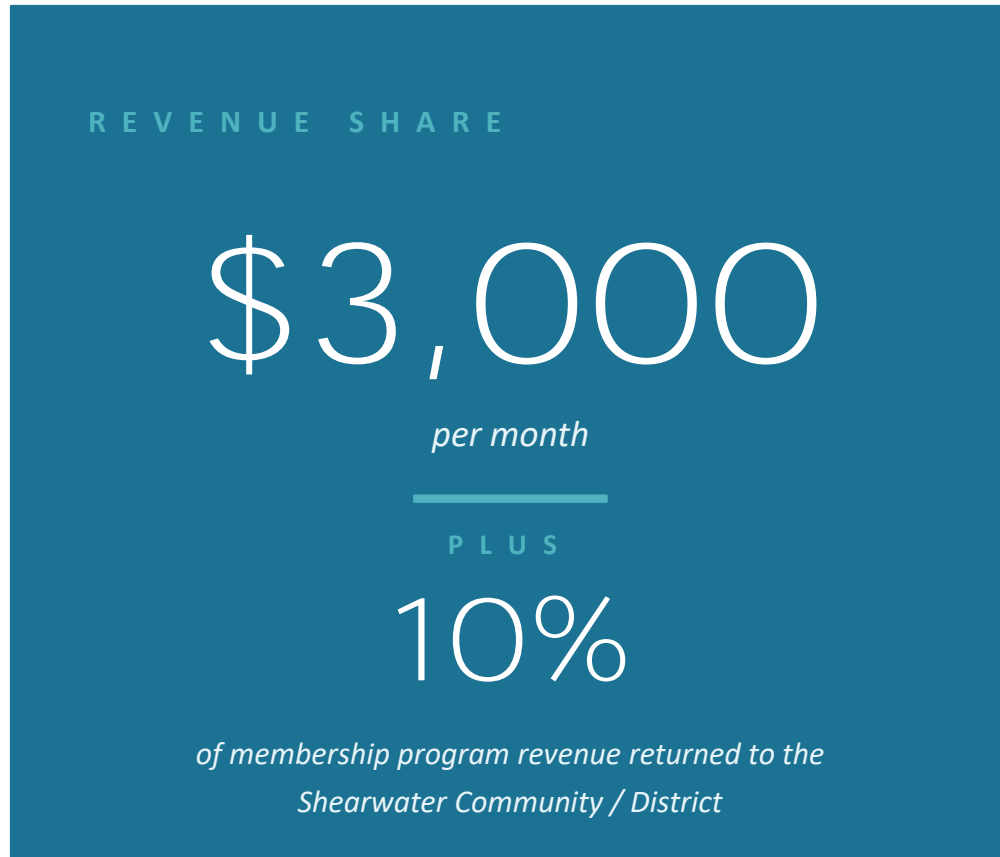 REVENUE SHARE
$3,000
per month
PLUS
10%
of membership program revenue returned to the
Shearwater Community / District